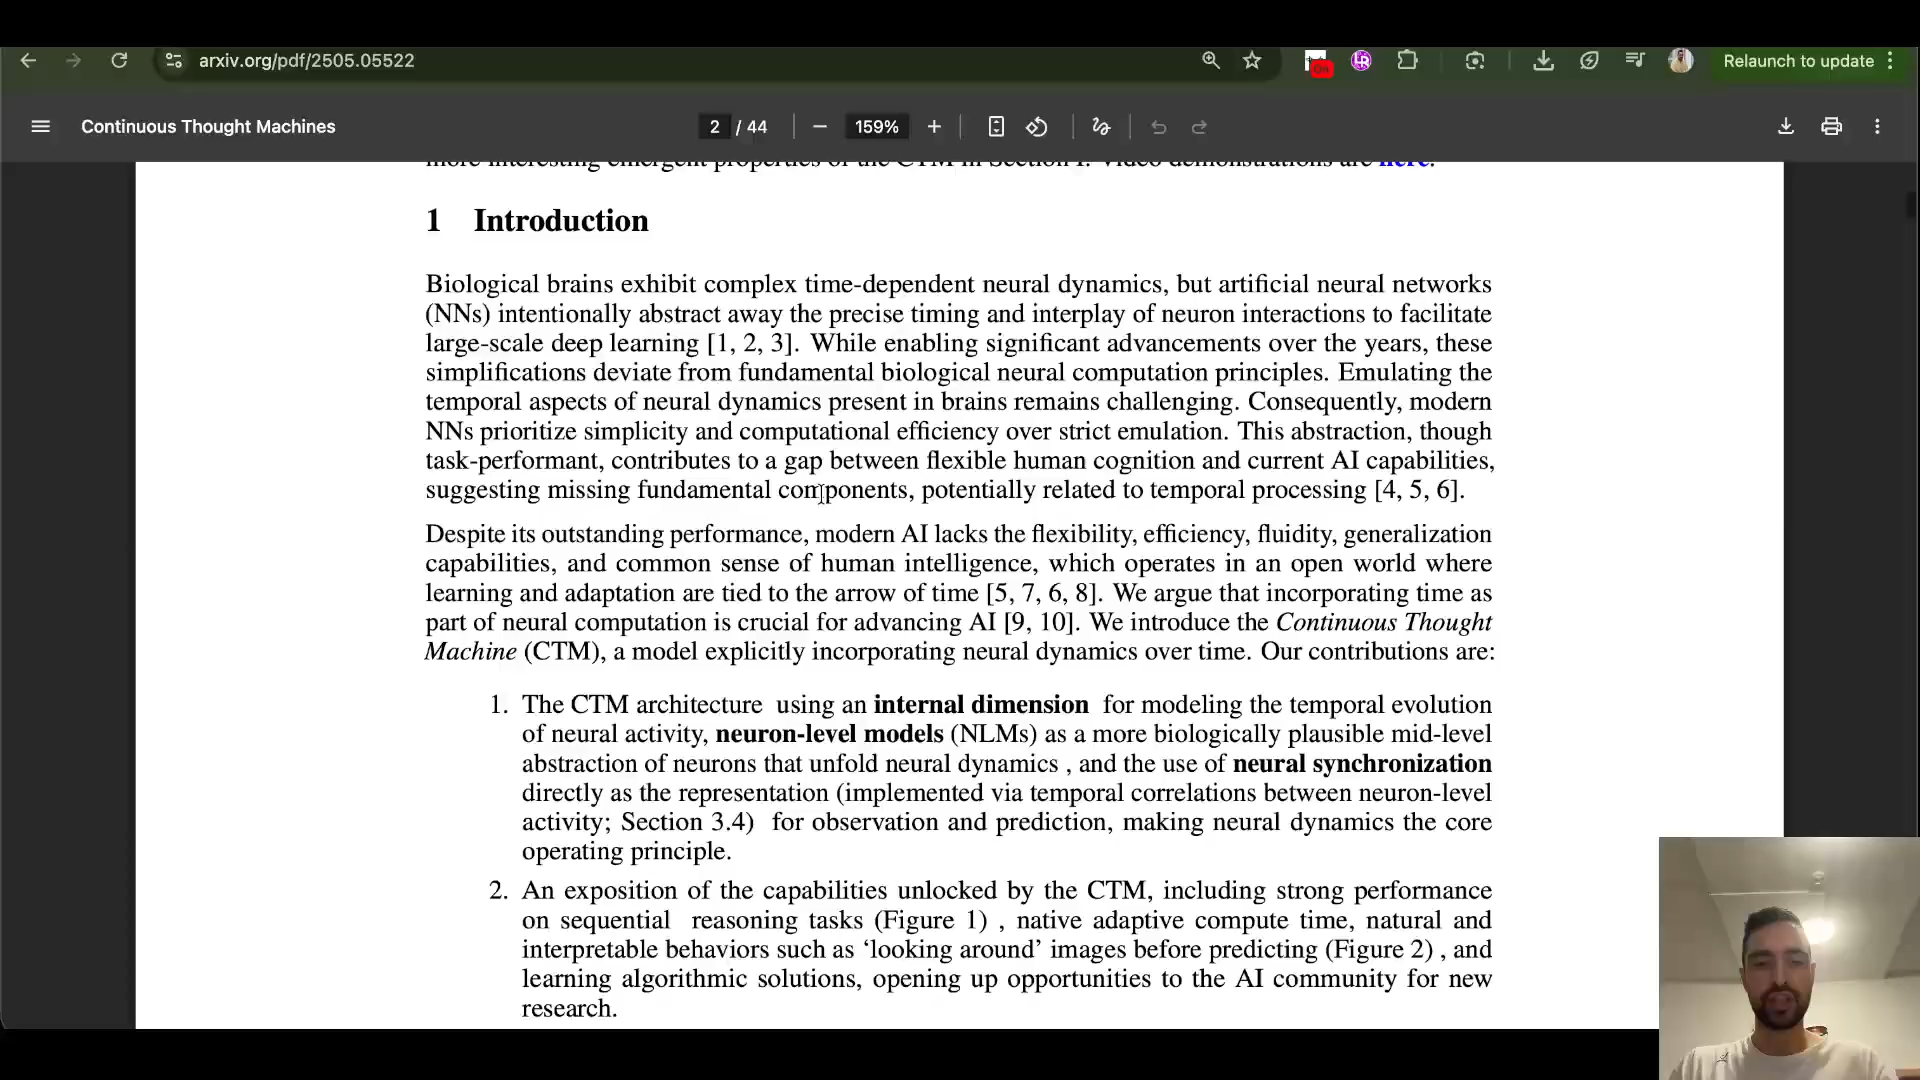 arxiv.org/pdf/2505.05522
On
LR
Relaunch to update
Continuous Thought Machines
2 / 44
159%
more interesting emergent properties of the CTM in Section I. Video demonstrations are here.
1 Introduction
Biological brains exhibit complex time-dependent neural dynamics, but artificial neural networks
(NNs) intentionally abstract away the precise timing and interplay of neuron interactions to facilitate
large-scale deep learning [1, 2, 3]. While enabling significant advancements over the years, these
simplifications deviate from fundamental biological neural computation principles. Emulating the
temporal aspects of neural dynamics present in brains remains challenging. Consequently, modern
NNs prioritize simplicity and computational efficiency over strict emulation. This abstraction, though
task-performant, contributes to a gap between flexible human cognition and current AI capabilities,
suggesting missing fundamental components, potentially related to temporal processing [4, 5, 6].
Despite its outstanding performance, modern AI lacks the flexibility, efficiency, fluidity, generalization
capabilities, and common sense of human intelligence, which operates in an open world where
learning and adaptation are tied to the arrow of time [5, 7, 6, 8]. We argue that incorporating time as
part of neural computation is crucial for advancing AI [9, 10]. We introduce the Continuous Thought
Machine (CTM), a model explicitly incorporating neural dynamics over time. Our contributions are:
1. The CTM architecture using an internal dimension for modeling the temporal evolution
of neural activity, neuron-level models (NLMs) as a more biologically plausible mid-level
abstraction of neurons that unfold neural dynamics , and the use of neural synchronization
directly as the representation (implemented via temporal correlations between neuron-level
activity; Section 3.4) for observation and prediction, making neural dynamics the core
operating principle.
2. An exposition of the capabilities unlocked by the CTM, including strong performance
on sequential reasoning tasks (Figure 1) , native adaptive compute time, natural and
interpretable behaviors such as ‘looking around’ images before predicting (Figure 2) , and
learning algorithmic solutions, opening up opportunities to the AI community for new
research.